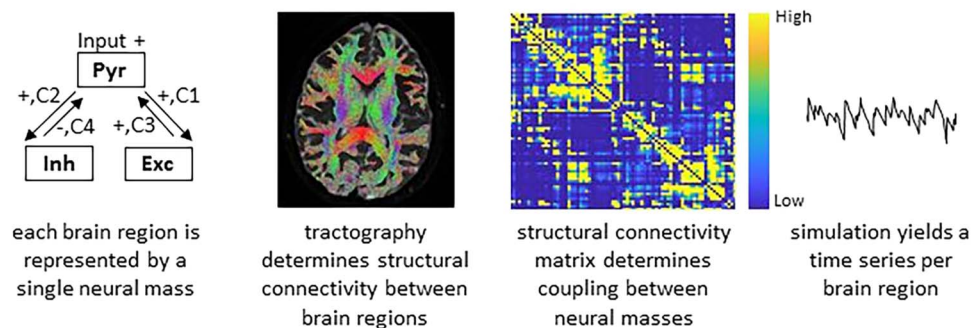 Input +
Pyr
+,C2
+,C1
-,C4
+,C3
Inh
Exc
High
Low
each brain region is
represented by a
single neural mass
tractography
determines structural
connectivity between
brain regions
structural connectivity
matrix determines
coupling between
neural masses
simulation yields a
time series per
brain region